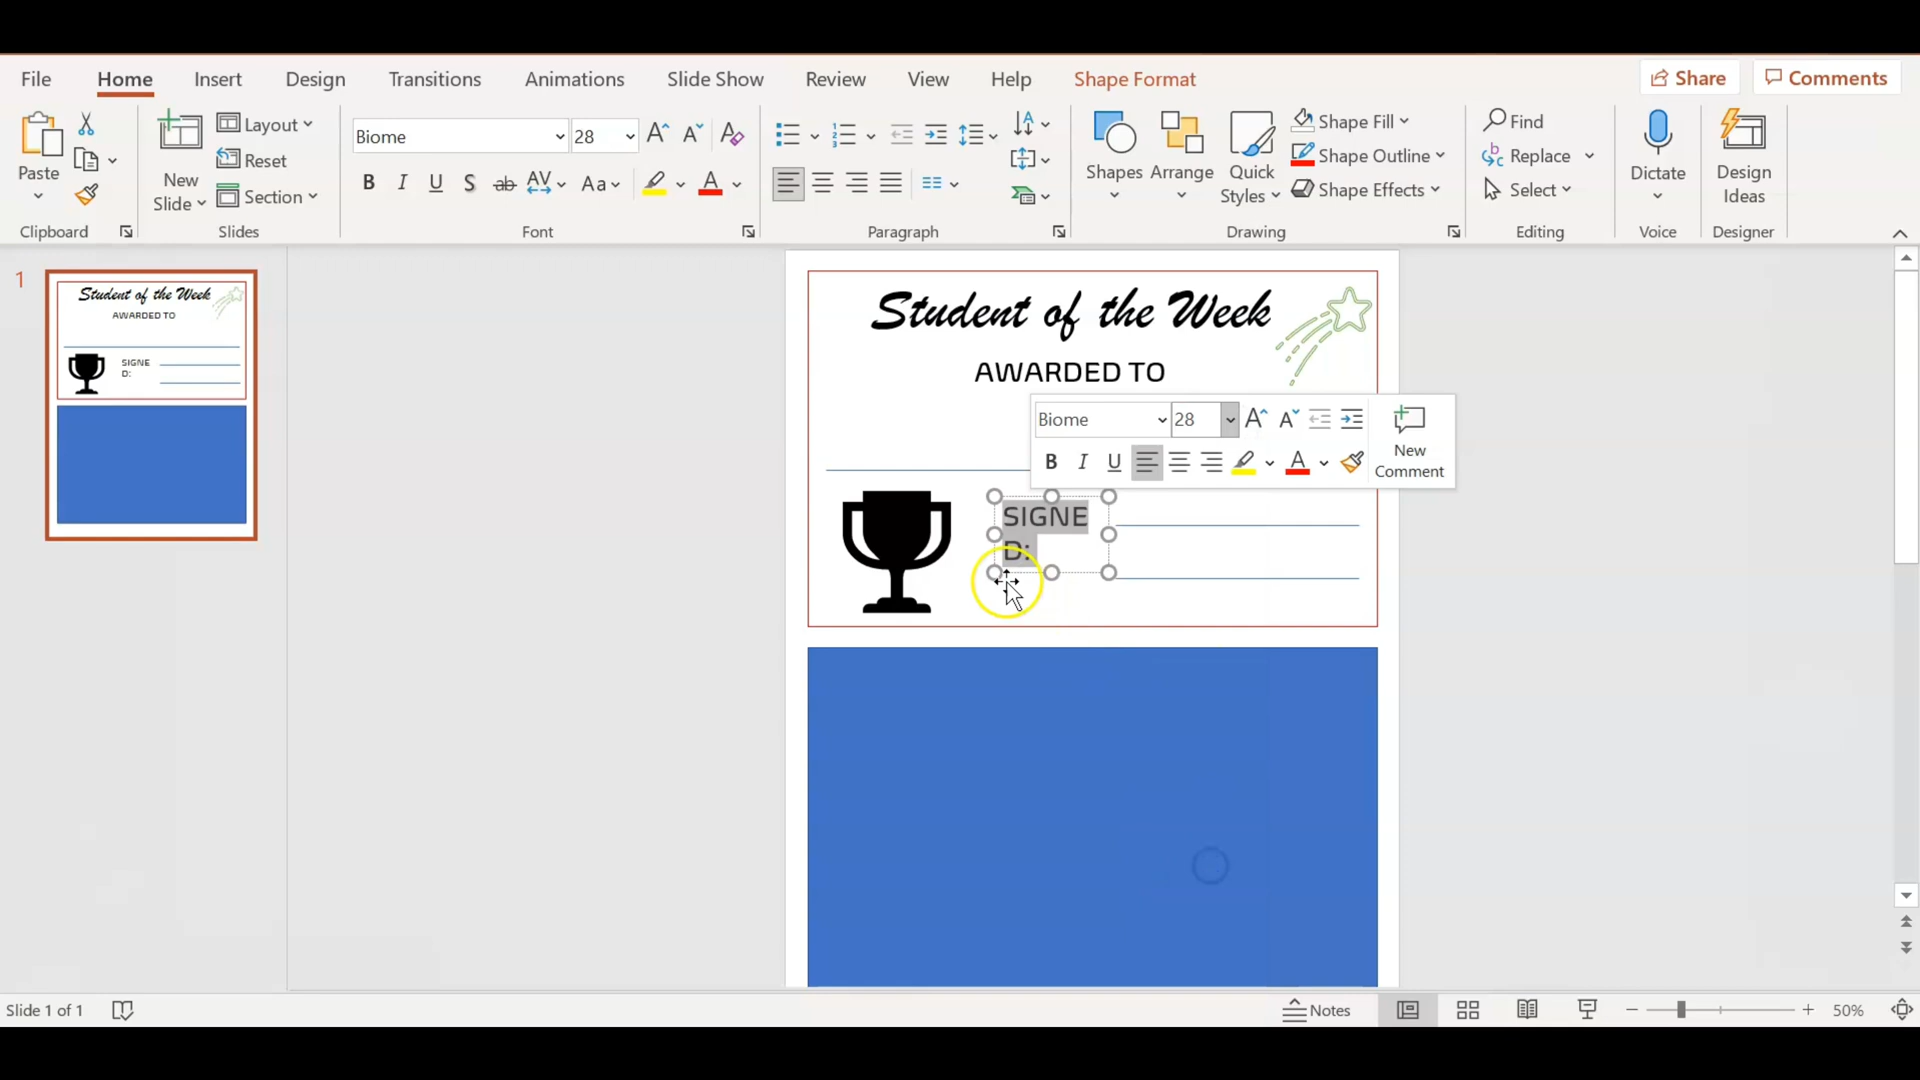 File Home Insert Design Transitions Animations Slide Show Review View Help Shape Format Share Comments
Paste
Clipboard
New
Slide
Layout
Reset
Section
Slides
Biome 28
B I U S ab AV Aa A
Font
Paragraph
Shapes
Arrange
Quick
Styles
Shape Fill
Shape Outline
Shape Effects
Drawing
Find
Replace
Select
Editing
Dictate
Voice
Design
Ideas
Designer
1
Student of the Week
AWARDED TO
SIGNE
D:
Student of the Week
AWARDED TO
Biome 28
B I U A
New
Comment
SIGNE
D:
Slide 1 of 1
Notes
50%